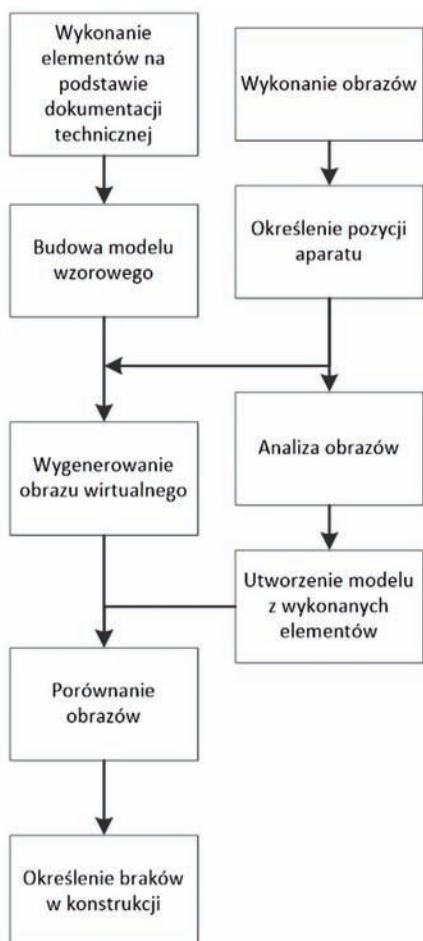 Wykonanie
elementów na
podstawie
dokumentacji
technicznej
Wykonanie obrazów
Budowa modelu
wzorowego
Określenie pozycji
aparatu
Wygenerowanie
obrazu wirtualnego
Analiza obrazów
Utworzenie modelu
z wykonanych
elementów
Porównanie
obrazów
Określenie braków
w konstrukcji